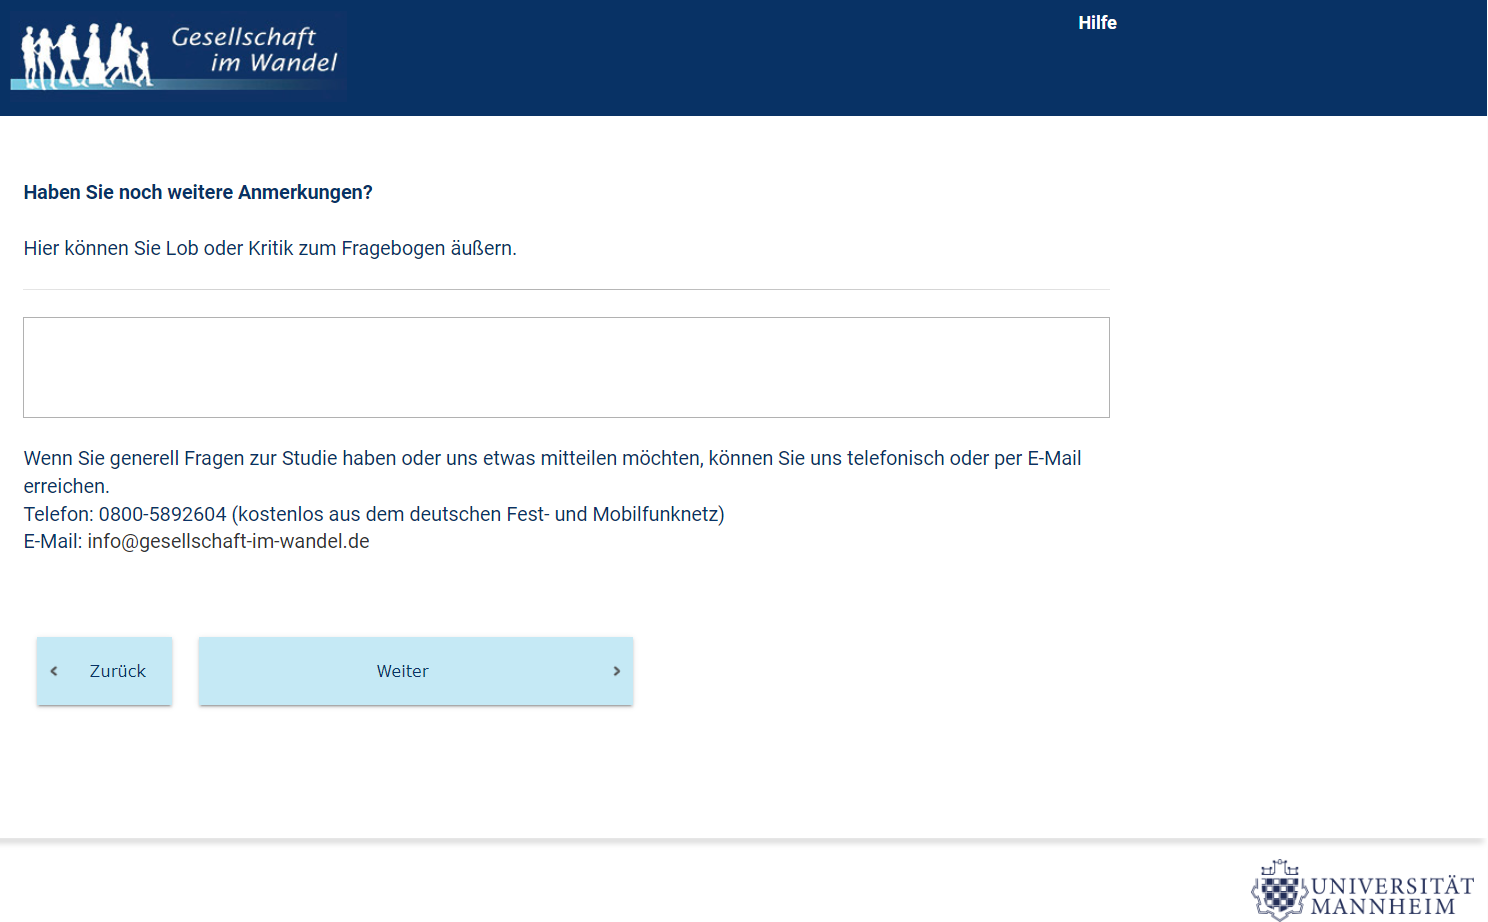 Gesellschaft
im Wandel
Hilfe
Haben Sie noch weitere Anmerkungen?
Hier können Sie Lob oder Kritik zum Fragebogen äußern.
Wenn Sie generell Fragen zur Studie haben oder uns etwas mitteilen möchten, können Sie uns telefonisch oder per E-Mail
erreichen.
Telefon: 0800-5892604 (kostenlos aus dem deutschen Fest- und Mobilfunknetz)
E-Mail: info@gesellschaft-im-wandel.de
Zurück
Weiter
UNIVERSITÄT
MANNHEIM